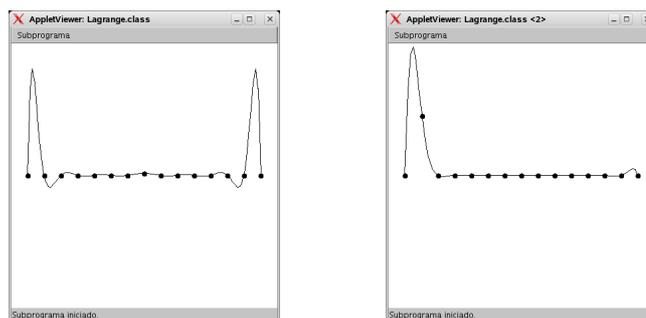 AppletViewer: Lagrange.class
Subprograma
Subprograma iniciado.
AppletViewer: Lagrange.class <2>
Subprograma
Subprograma iniciado.